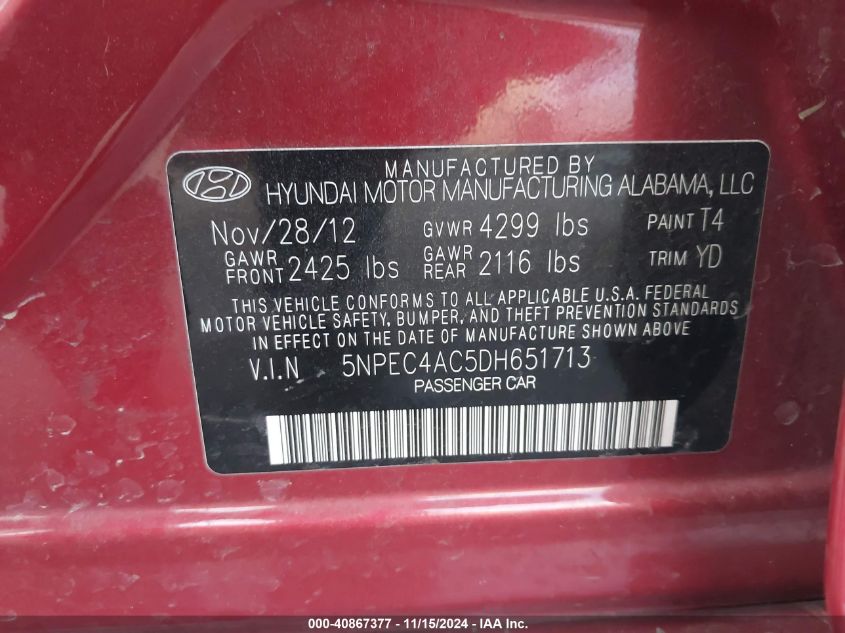 MANUFACTURED BY
HYUNDAI MOTOR MANUFACTURING ALABAMA, LLC
Nov/28/12 GVWR 4299 lbs PAINT T4
GAWR FRONT 2425 lbs GAWR REAR 2116 lbs TRIM YD
THIS VEHICLE CONFORMS TO ALL APPLICABLE U.S.A. FEDERAL
MOTOR VEHICLE SAFETY, BUMPER, AND THEFT PREVENTION STANDARDS
IN EFFECT ON THE DATE OF MANUFACTURE SHOWN ABOVE
V.I.N 5NPEC4AC5DH651713
PASSENGER CAR
000-40867377 - 11/15/2024 - IAA Inc.